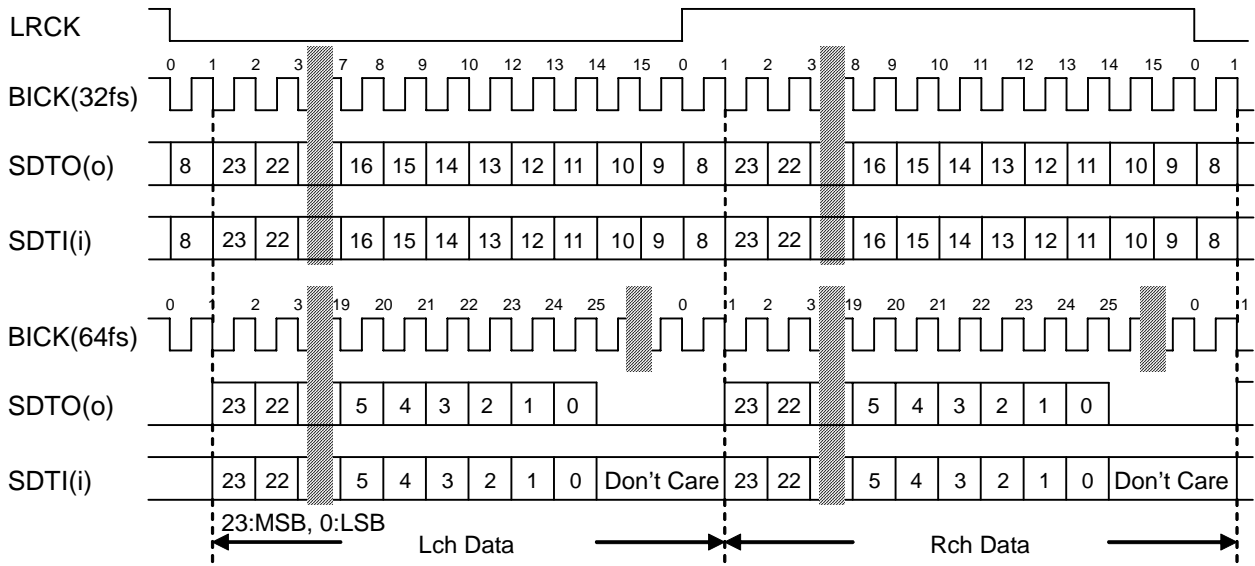 LRCK
0 1 2 3 7 8 9 10 11 12 13 14 15 0 1 2 3 8 9 10 11 12 13 14 15 0 1
BICK(32fs)
SDTO(o) 8 23 22 16 15 14 13 12 11 10 9 8 23 22 16 15 14 13 12 11 10 9 8
SDTI(i) 8 23 22 16 15 14 13 12 11 10 9 8 23 22 16 15 14 13 12 11 10 9 8
0 1 2 3 19 20 21 22 23 24 25 0 1 2 3 19 20 21 22 23 24 25 0 1
BICK(64fs)
SDTO(o) 23 22 5 4 3 2 1 0 23 22 5 4 3 2 1 0
SDTI(i) 23 22 5 4 3 2 1 0 Don't Care 23 22 5 4 3 2 1 0 Don't Care
23:MSB, 0:LSB
Lch Data Rch Data